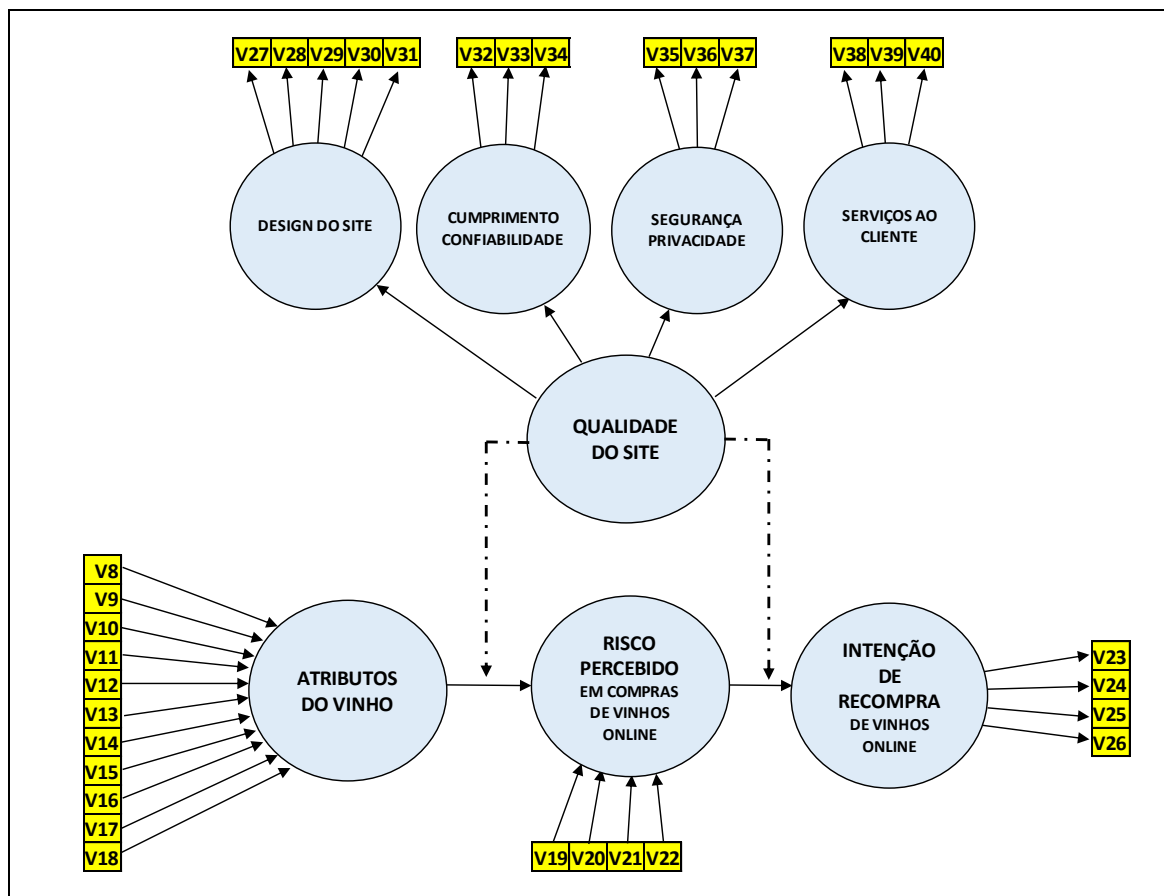 V27 V28 V29 V30 V31 V32 V33 V34 V35 V36 V37 V38 V39 V40
DESIGN DO SITE
CUMPRIMENTO
CONFIABILIDADE
SEGURANÇA
PRIVACIDADE
SERVIÇOS AO
CLIENTE
QUALIDADE
DO SITE
V8
V9
V10
V11
V12
V13
V14
V15
V16
V17
V18
ATRIBUTOS
DO VINHO
RISCO
PERCEBIDO
EM COMPRAS
DE VINHOS
ONLINE
V19 V20 V21 V22
INTENÇÃO
DE
RECOMPRA
DE VINHOS
ONLINE
V23
V24
V25
V26